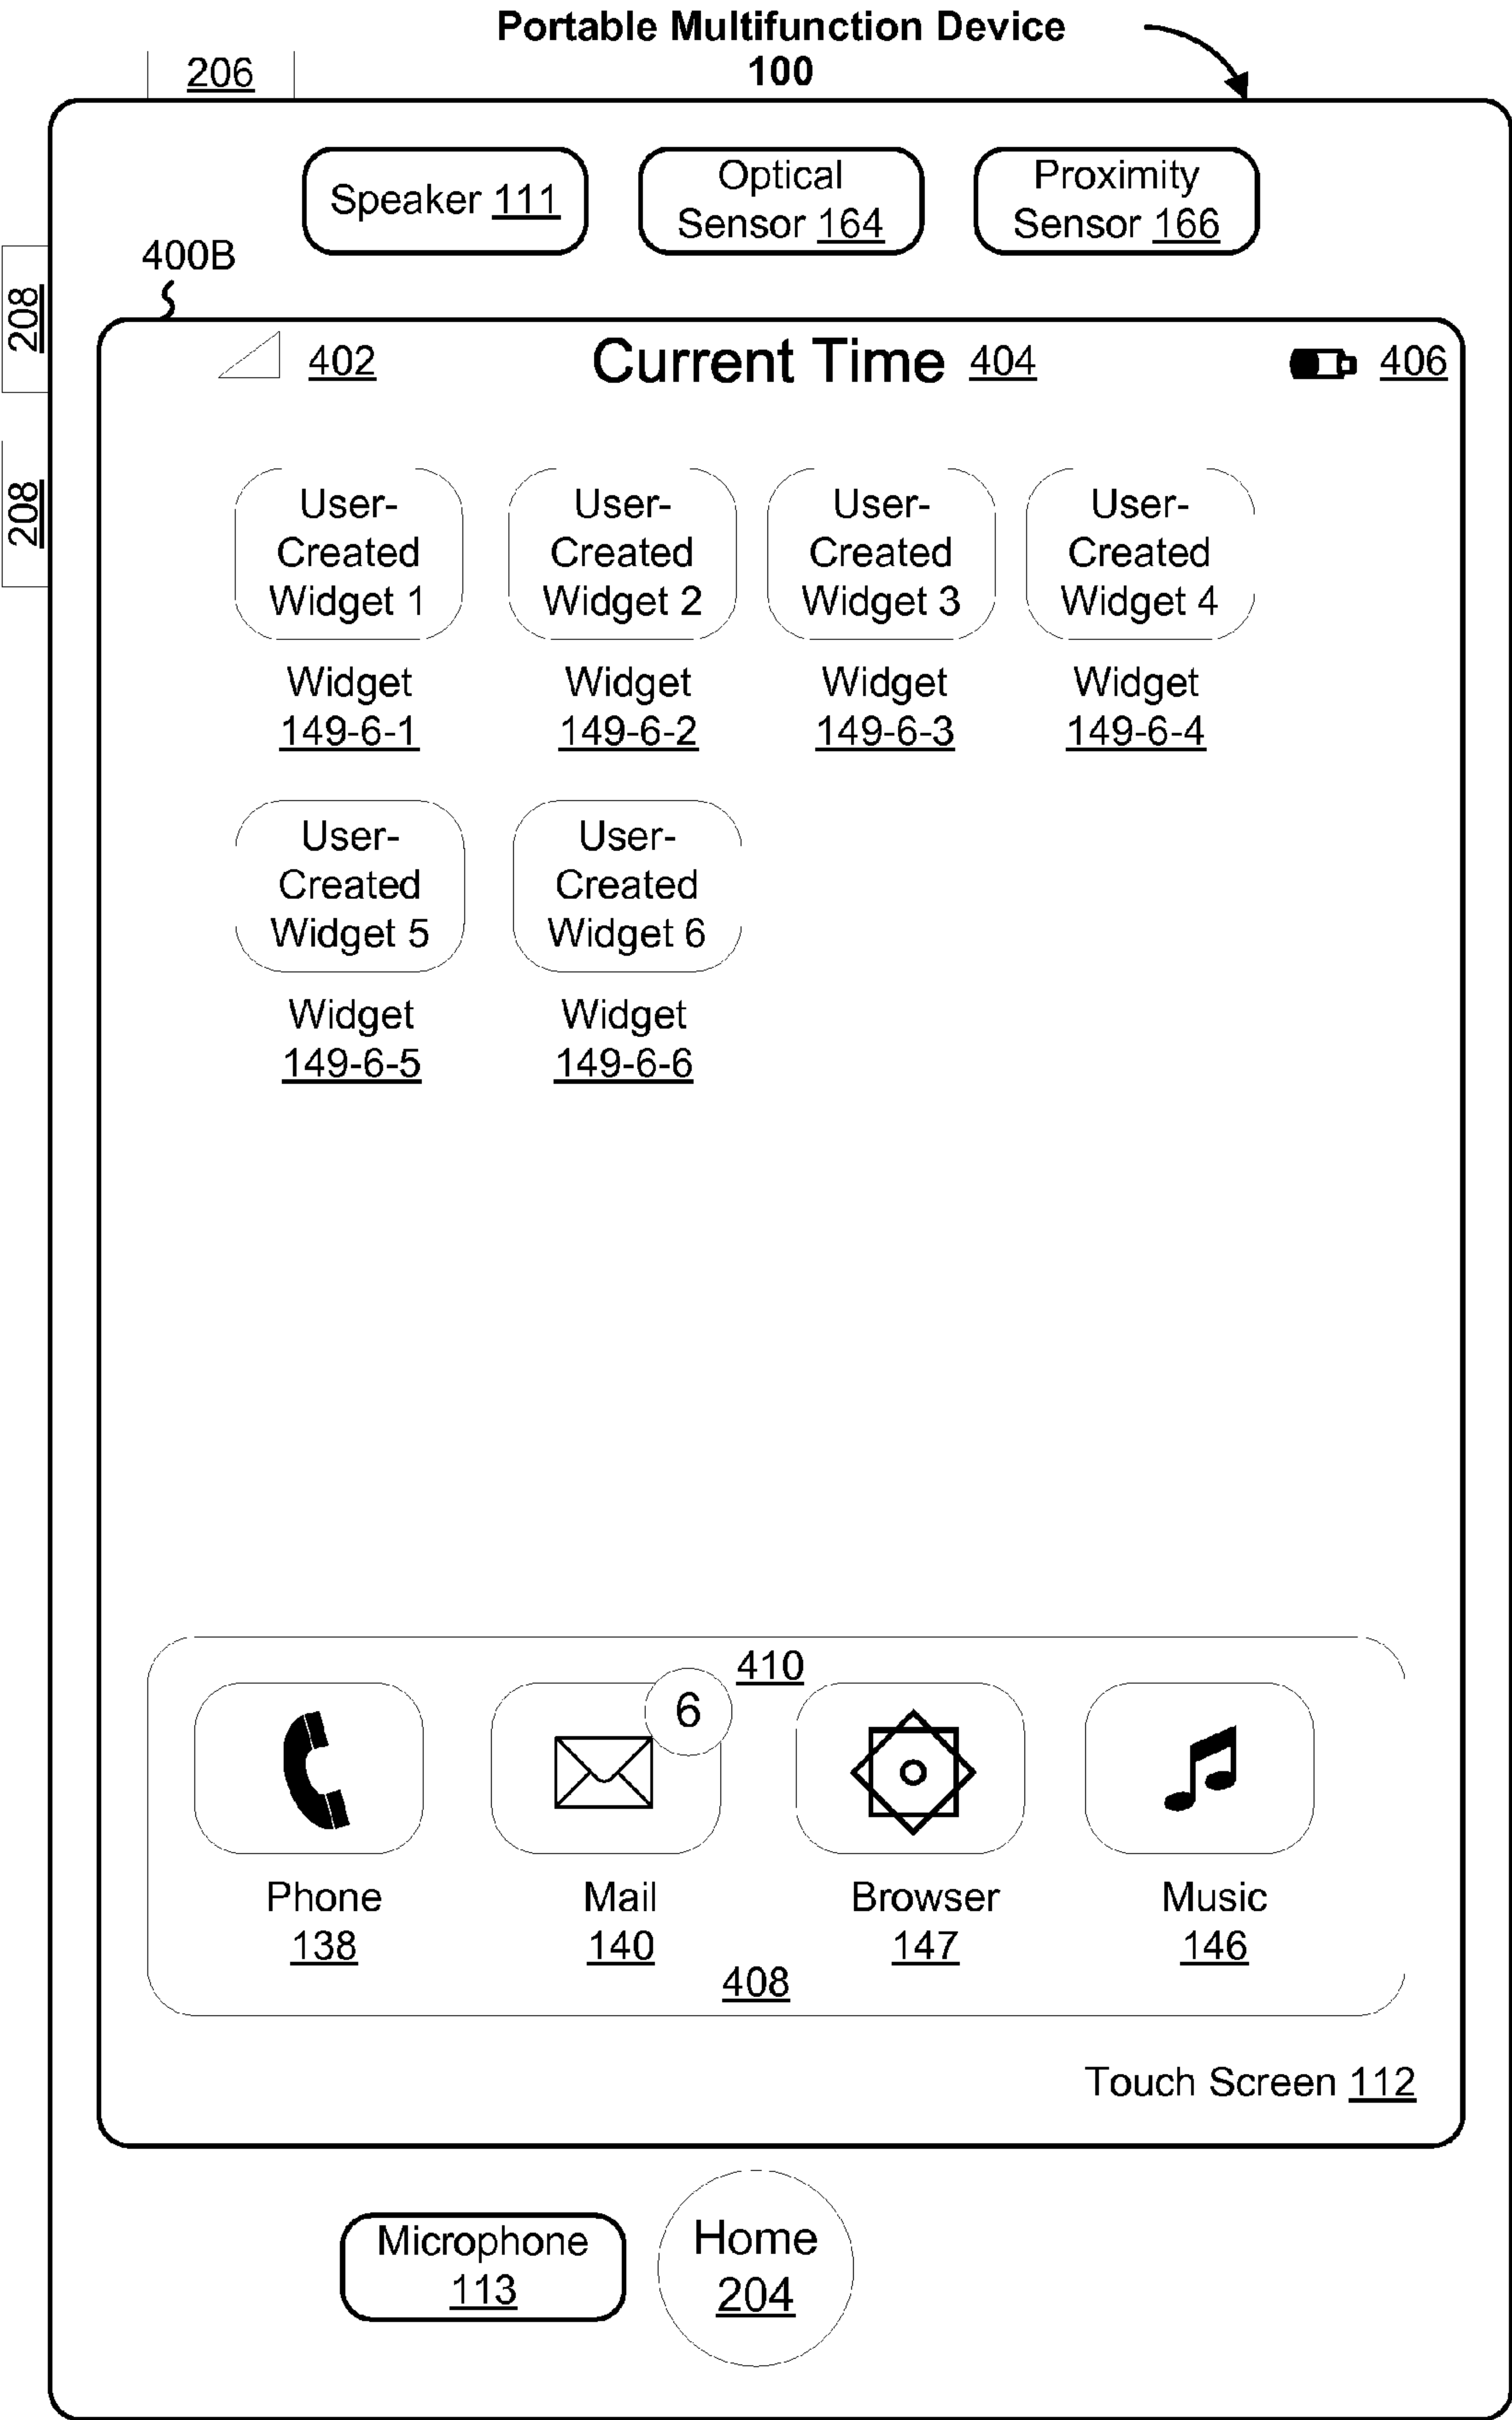 Portable Multifunction Device
100
206
Speaker 111
Optical
Sensor 164
Proximity
Sensor 166
400B
208
208
402
Current Time 404
406
User-
Created
Widget 1
User-
Created
Widget 2
User-
Created
Widget 3
User-
Created
Widget 4
Widget
149-6-1
Widget
149-6-2
Widget
149-6-3
Widget
149-6-4
User-
Created
Widget 5
User-
Created
Widget 6
Widget
149-6-5
Widget
149-6-6
410
6
Phone
138
Mail
140
Browser
147
Music
146
408
Touch Screen 112
Microphone
113
Home
204